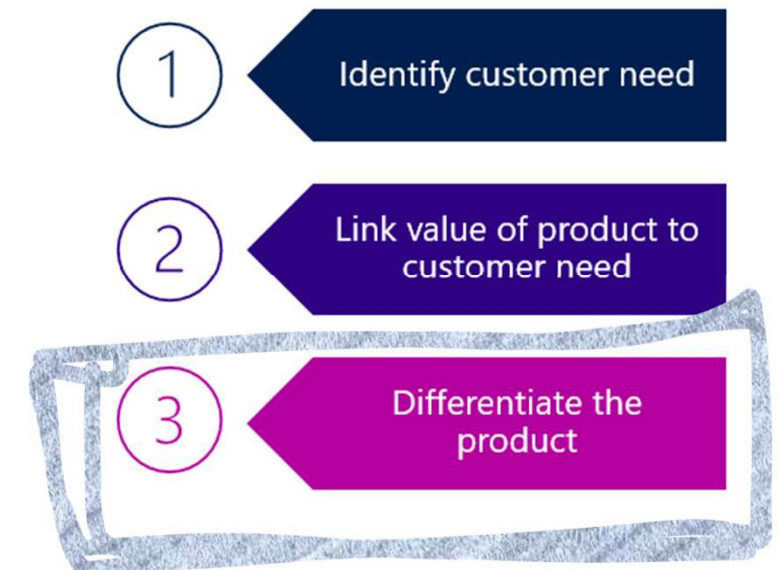 1
Identify customer need
2
Link value of product to
customer need
3
Differentiate the
product